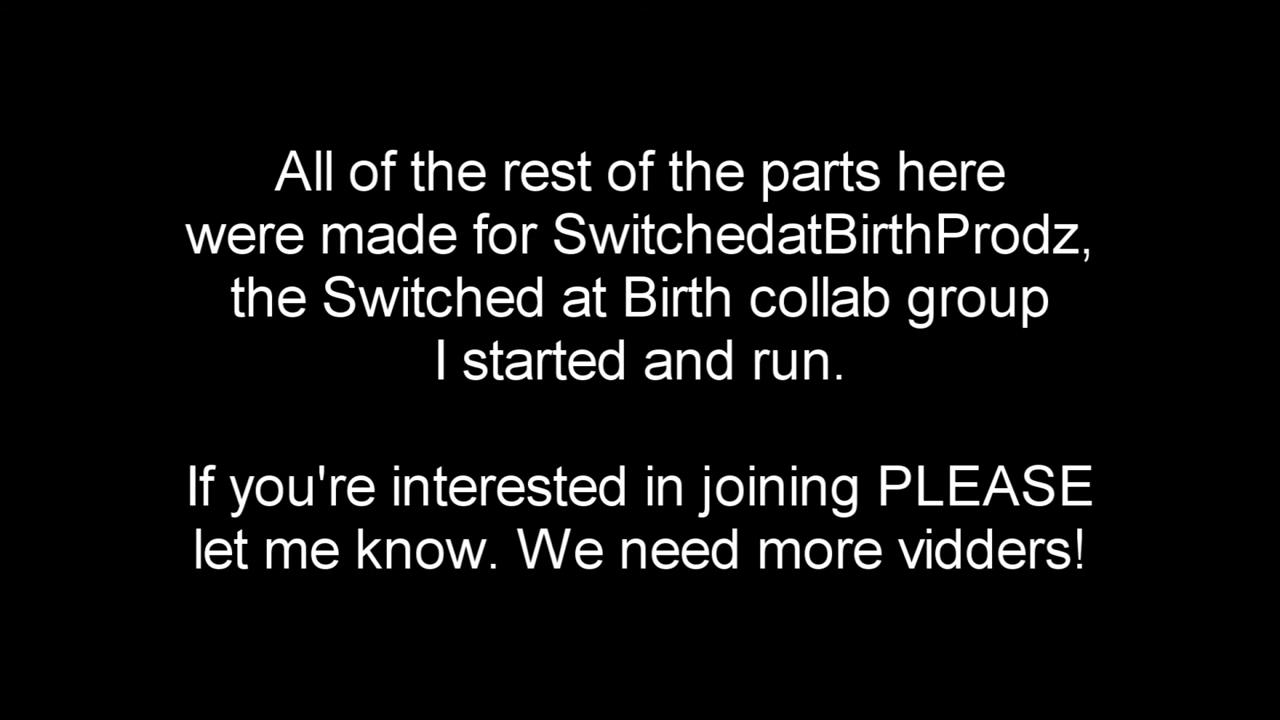 All of the rest of the parts here
were made for SwitchedatBirthProdz,
the Switched at Birth collab group
I started and run.
If you're interested in joining PLEASE
let me know. We need more vidders!